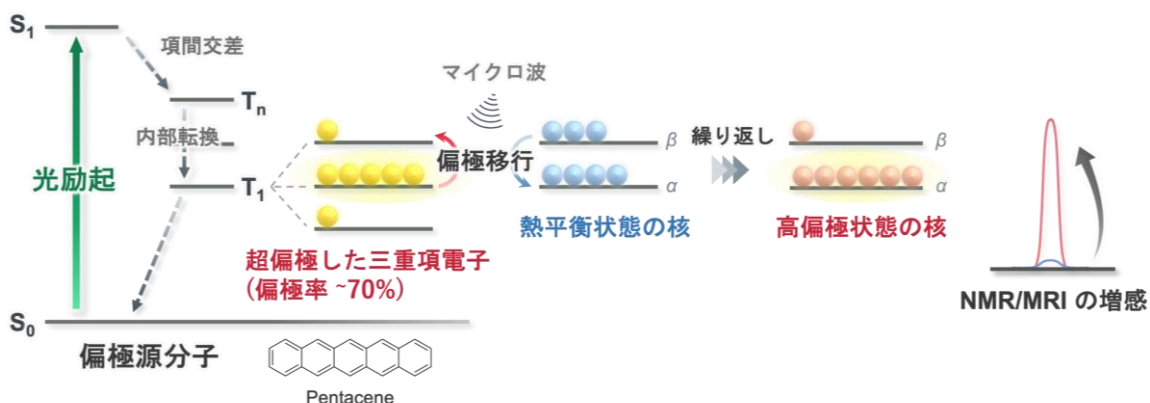 S1
項間交差
Tn
内部転換
光励起
T1
超偏極した三重項電子
(偏極率 ~70%)
マイクロ波
偏極移行
β
α
熱平衡状態の核
繰り返し
β
α
高偏極状態の核
NMR/MRI の増感
S0
偏極源分子
Pentacene